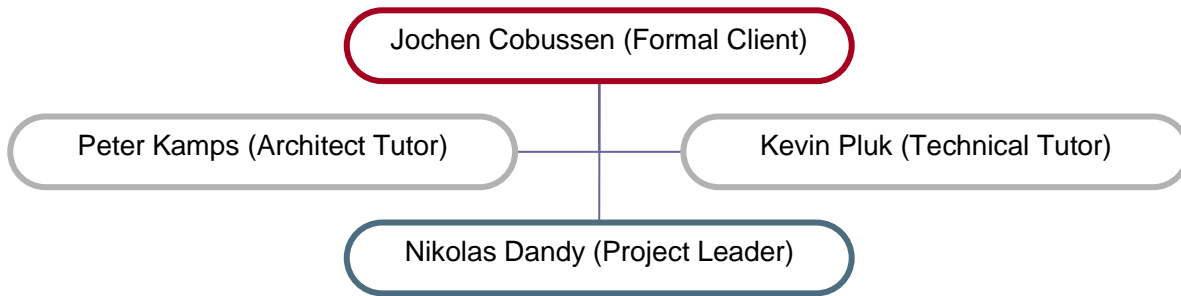 Jochen Cobussen (Formal Client)
Peter Kamps (Architect Tutor)
Kevin Pluk (Technical Tutor)
Nikolas Dandy (Project Leader)